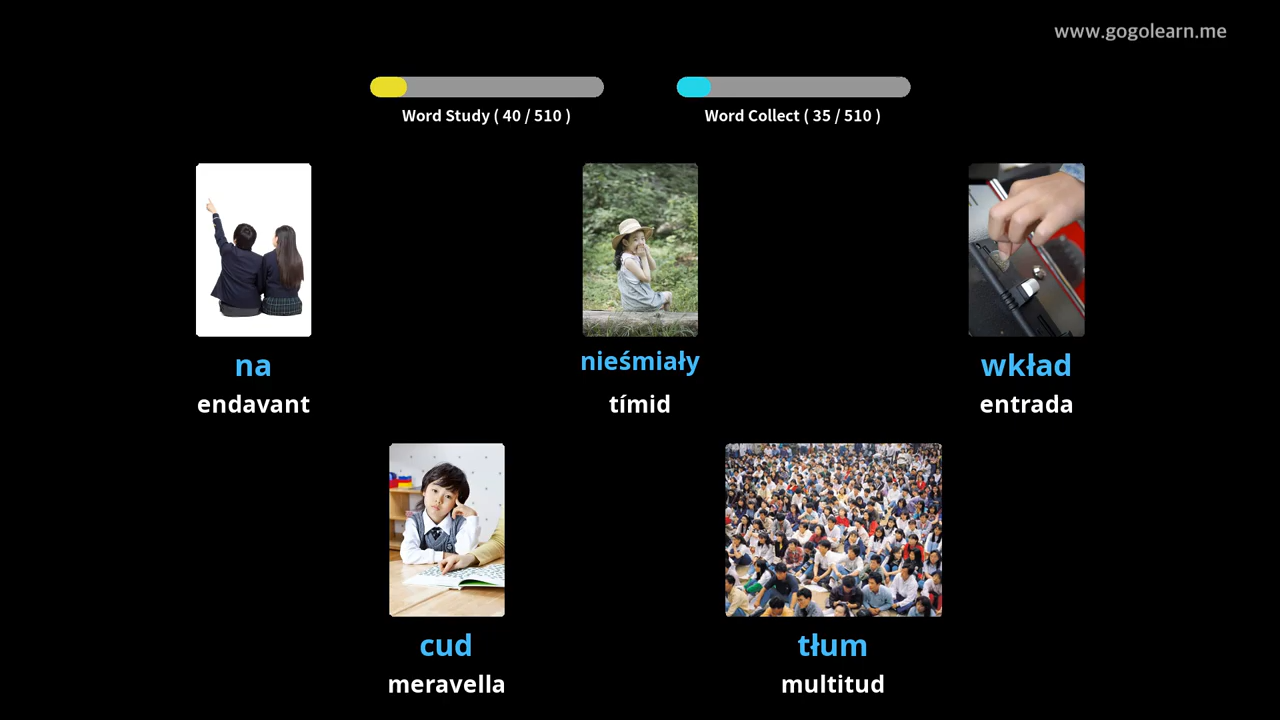 www.gogolearn.me
Word Study ( 40 / 510 )
Word Collect ( 35 / 510 )
na
endavant
nieśmiały
tímid
wkład
entrada
cud
meravella
tłum
multitud